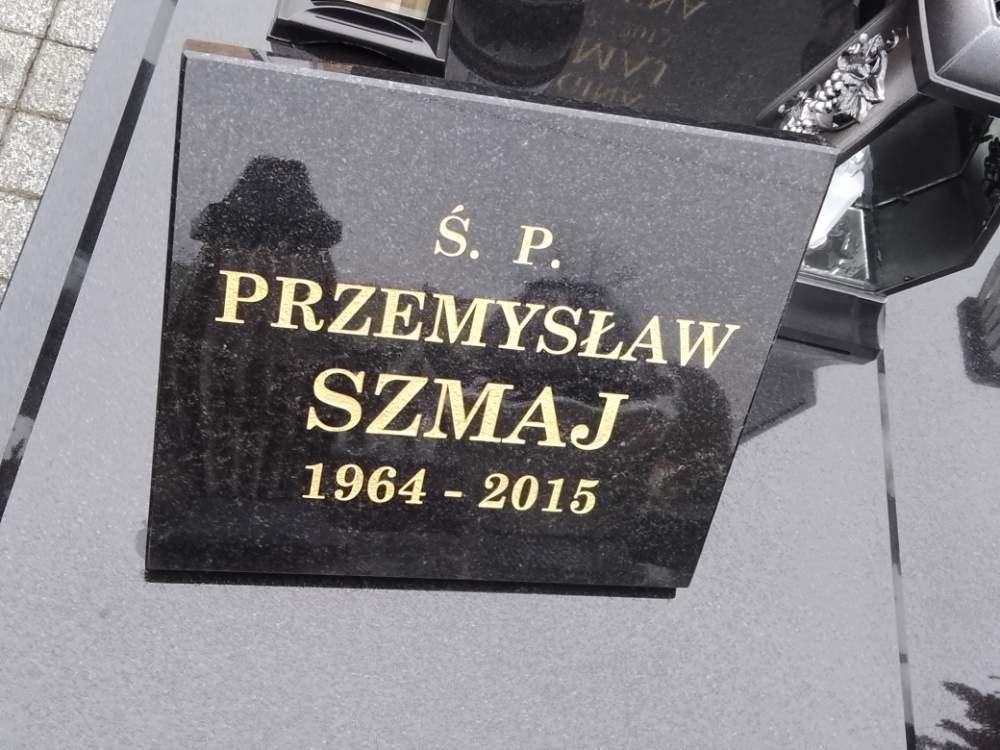 Ś. P.
PRZEMYSŁAW
SZMAJ
1964 - 2015